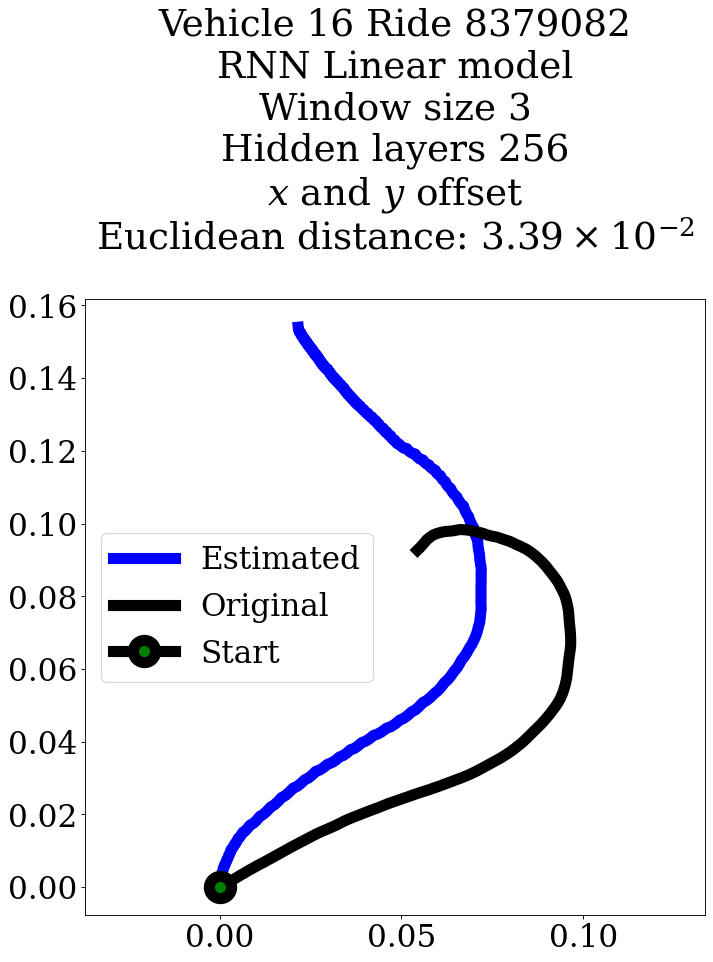 Vehicle 16 Ride 8379082
RNN Linear model
Window size 3
Hidden layers 256
x and y offset
Euclidean distance: 3.39 × 10⁻²
0.16
0.14
0.12
0.10
0.08
0.06
0.04
0.02
0.00
Estimated
Original
Start
0.00 0.05 0.10